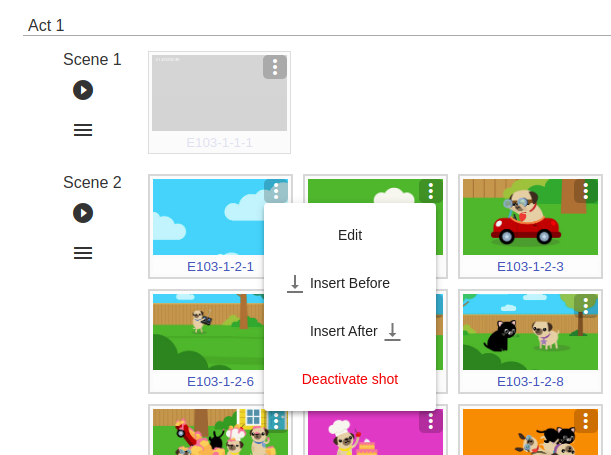 Act 1
Scene 1
E103-1-1-1
Scene 2
E103-1-2-1
E103-1-2-3
Edit
Insert Before
Insert After
Deactivate shot
E103-1-2-6
E103-1-2-8